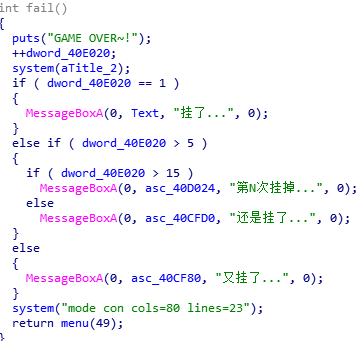 int fail()
{
puts("GAME OVER~!");
++dword_40E020;
system(aTitle_2);
if ( dword_40E020 == 1 )
{
MessageBoxA(0, Text, "挂了...", 0);
}
else if ( dword_40E020 > 5 )
{
if ( dword_40E020 > 15 )
MessageBoxA(0, asc_40D024, "第N次挂掉...", 0);
else
MessageBoxA(0, asc_40CFD0, "还是挂了...", 0);
}
else
{
MessageBoxA(0, asc_40CF80, "又挂了...", 0);
}
system("mode con cols=80 lines=23");
return menu(49);
}